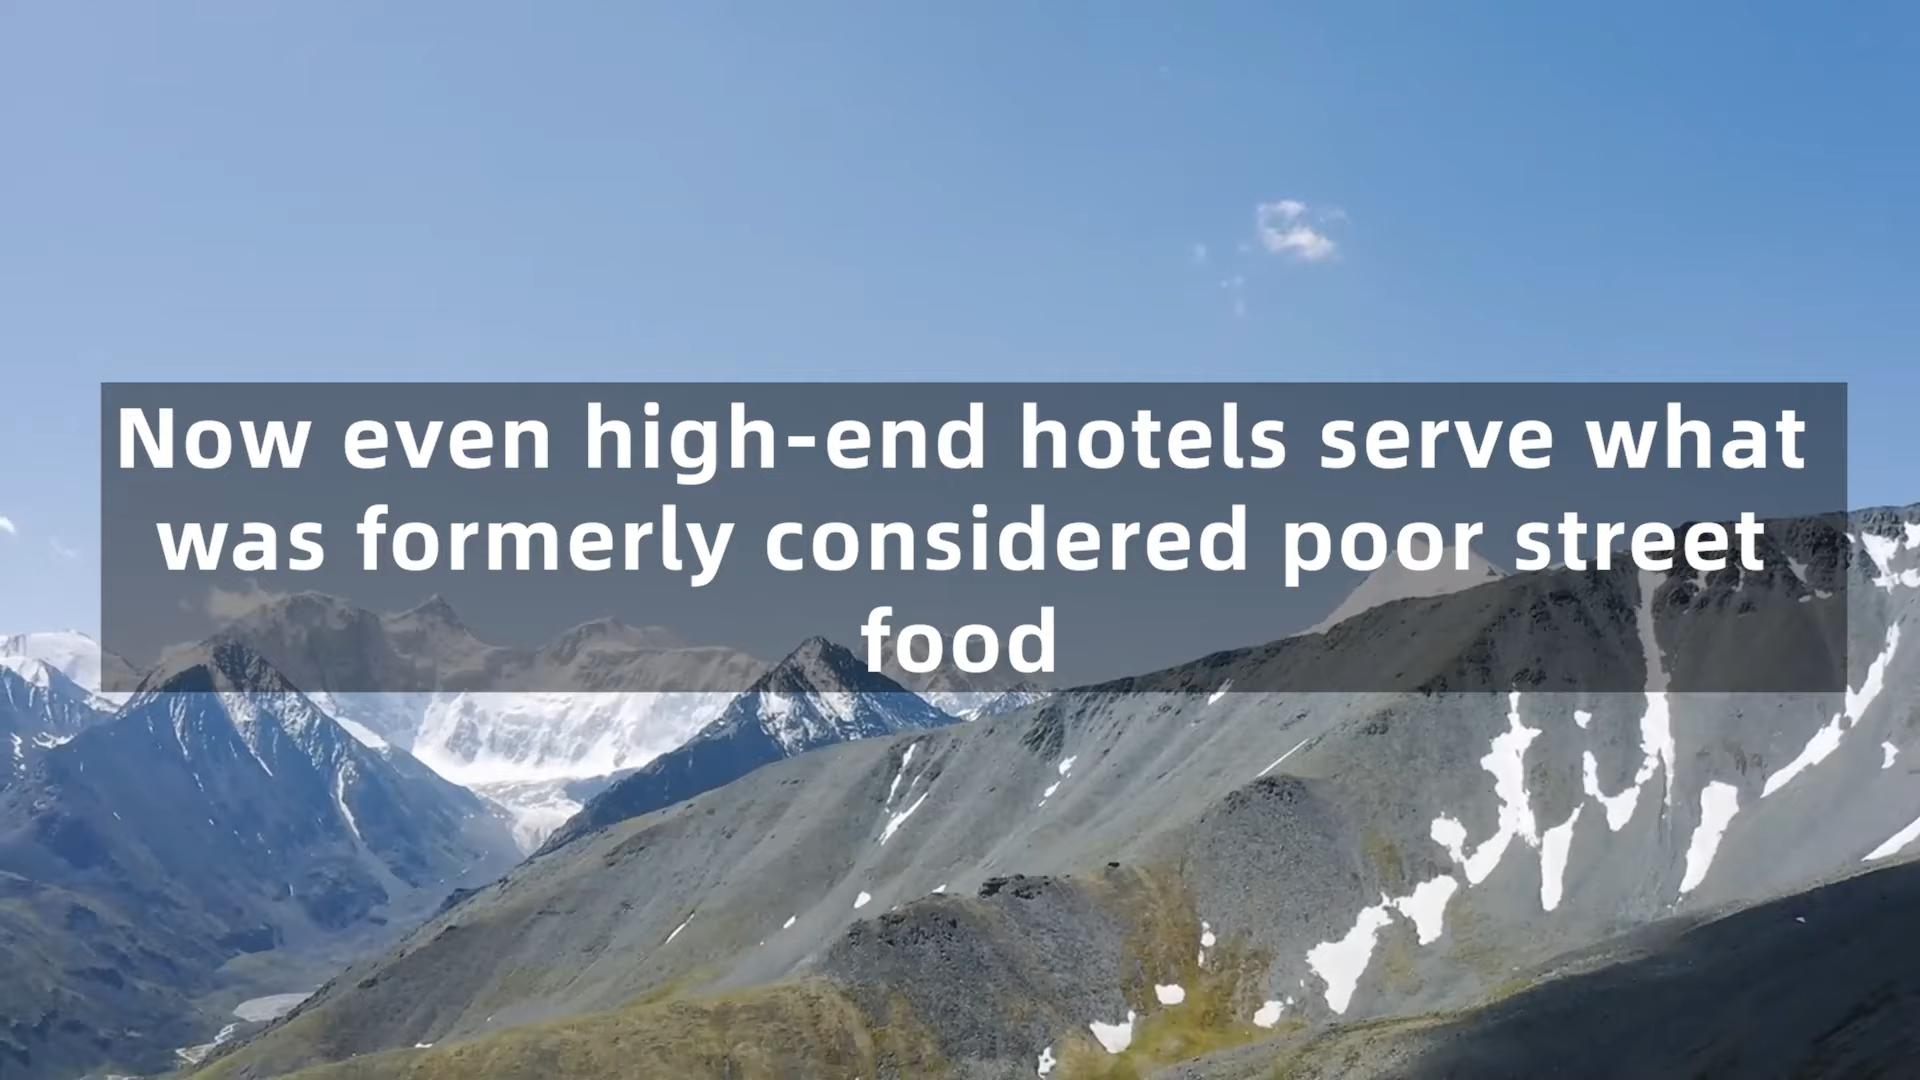 Now even high-end hotels serve what
was formerly considered poor street
food